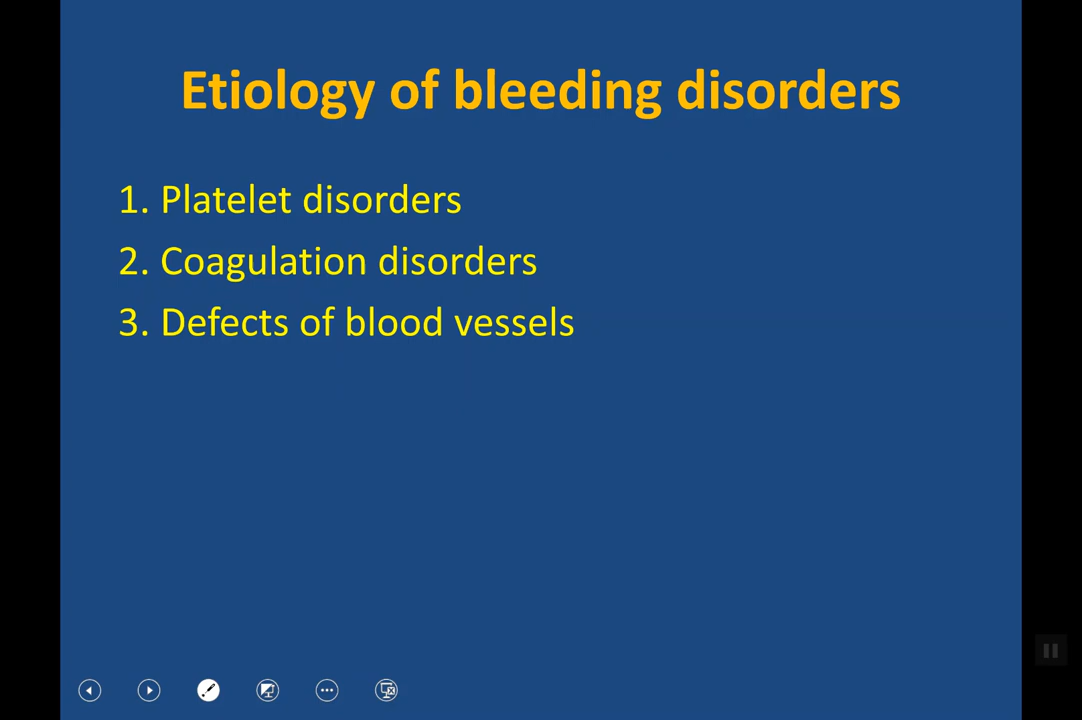 Etiology of bleeding disorders
1. Platelet disorders
2. Coagulation disorders
3. Defects of blood vessels